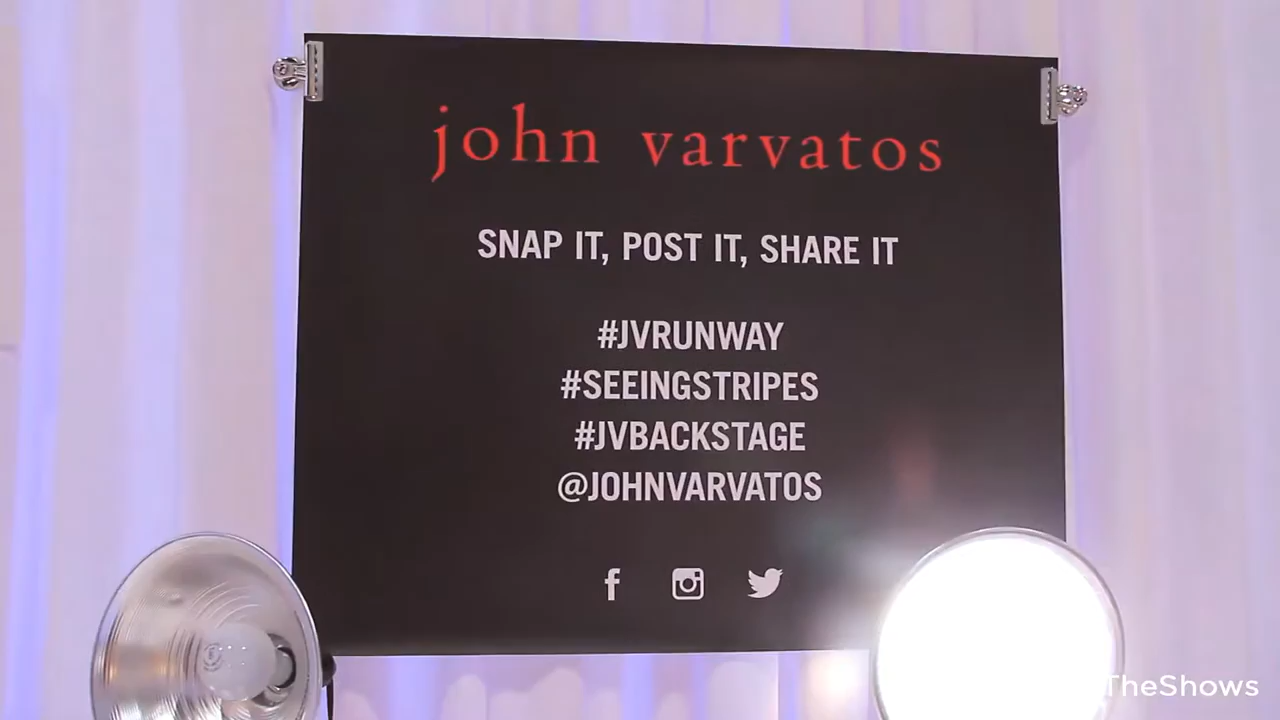 john varvatos
SNAP IT, POST IT, SHARE IT
#JVRUNWAY
#SEEINGSTRIPES
#JVBACKSTAGE
@JOHNVARVATOS
TheShows